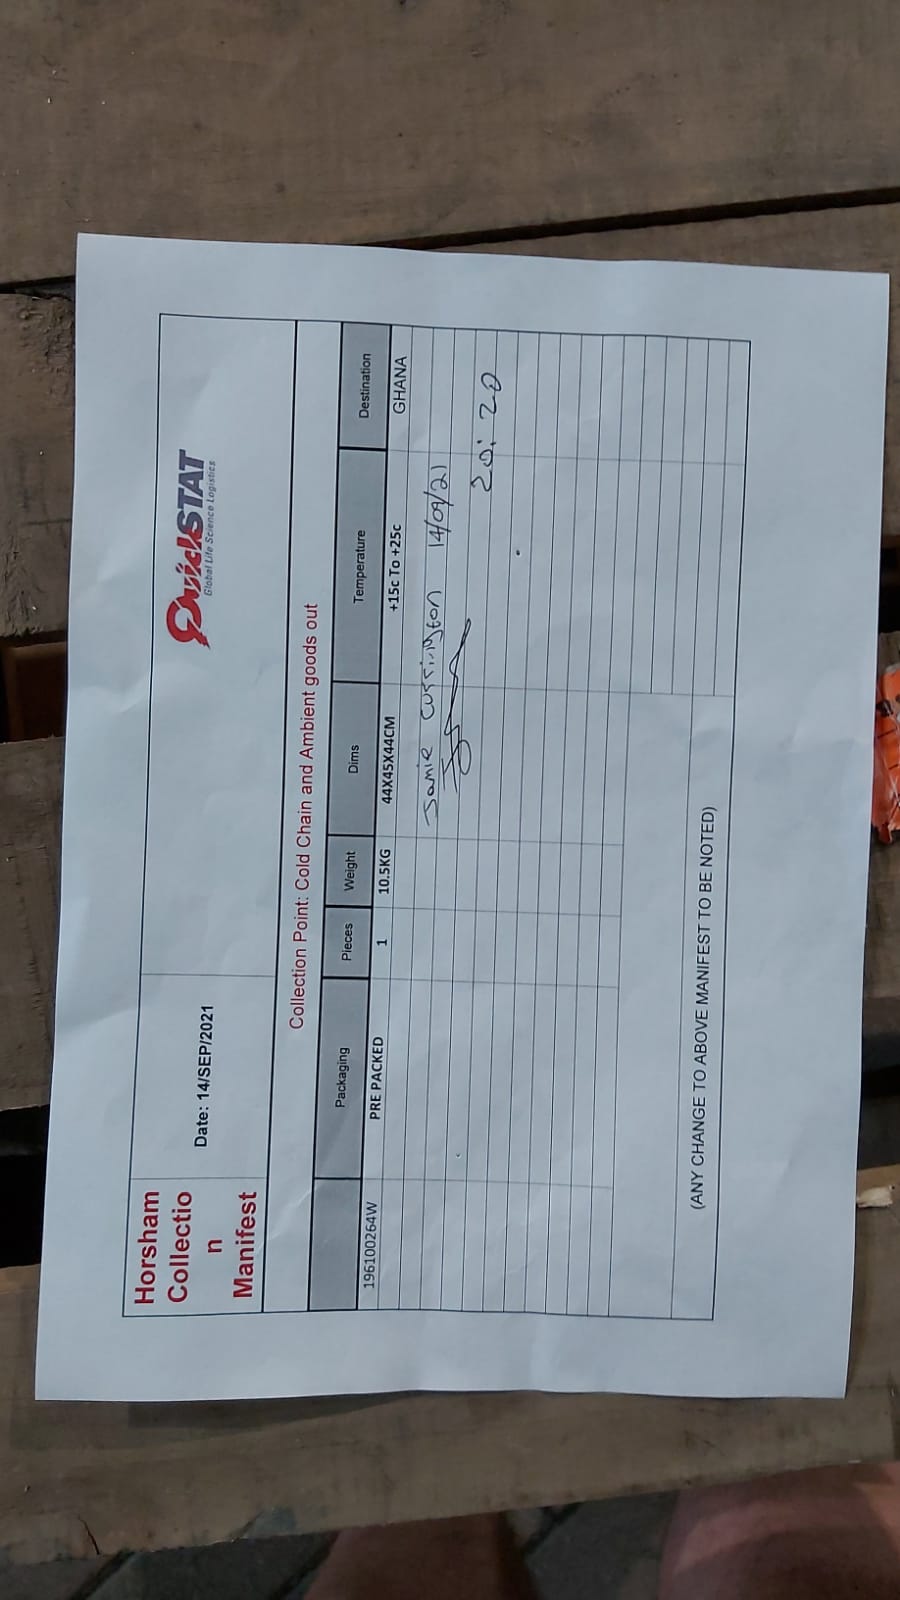 Horsham
Collectio
n
Manifest
Date: 14/SEP/2021
QuickSTAT
Global Life Science Logistics
Collection Point: Cold Chain and Ambient goods out
Packaging Pieces Weight Dims Temperature Destination
196100264W PRE PACKED 1 10.5KG 44X45X44CM +15c To +25c GHANA
Jamie Currington 14/09/21
20:20
(ANY CHANGE TO ABOVE MANIFEST TO BE NOTED)